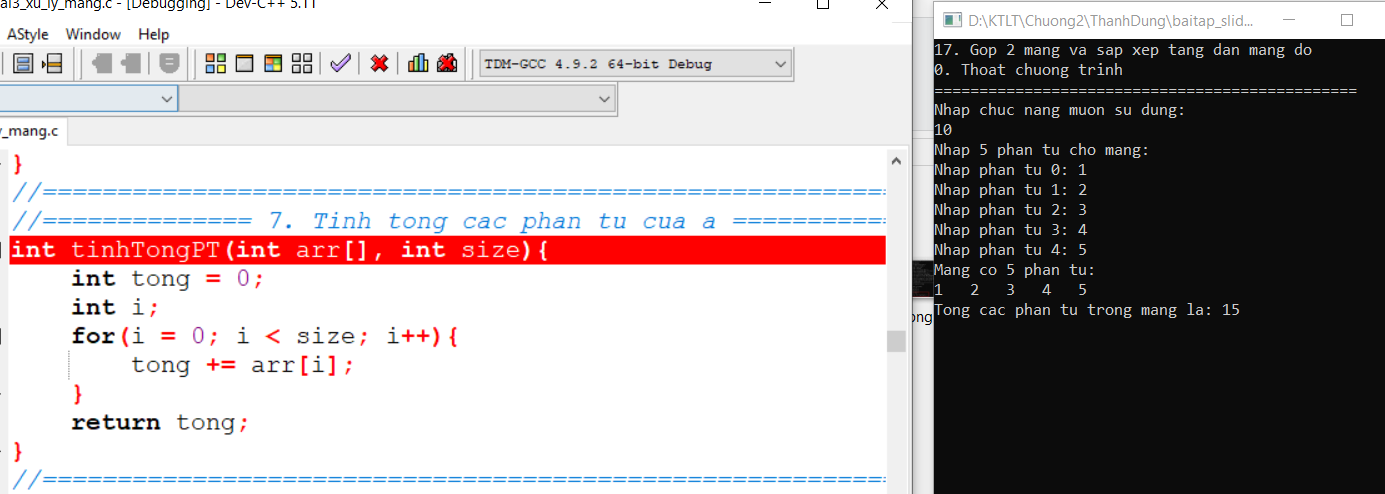 ai3_xu_ly_mang.c - [Debugging] - Dev-C++ 5.11
AStyle Window Help
TDM-GCC 4.9.2 64-bit Debug
_mang.c
}
//========================================================
//============== 7. Tinh tong cac phan tu cua a ===========
int tinhTongPT(int arr[], int size){
int tong = 0;
int i;
for(i = 0; i < size; i++){
tong += arr[i];
}
return tong;
}
//========================================================
ong
D:\KTLT\Chuong2\ThanhDung\baitap_slid...
17. Gop 2 mang va sap xep tang dan mang do
0. Thoat chuong trinh
===============================================
Nhap chuc nang muon su dung:
10
Nhap 5 phan tu cho mang:
Nhap phan tu 0: 1
Nhap phan tu 1: 2
Nhap phan tu 2: 3
Nhap phan tu 3: 4
Nhap phan tu 4: 5
Mang co 5 phan tu:
1 2 3 4 5
Tong cac phan tu trong mang la: 15